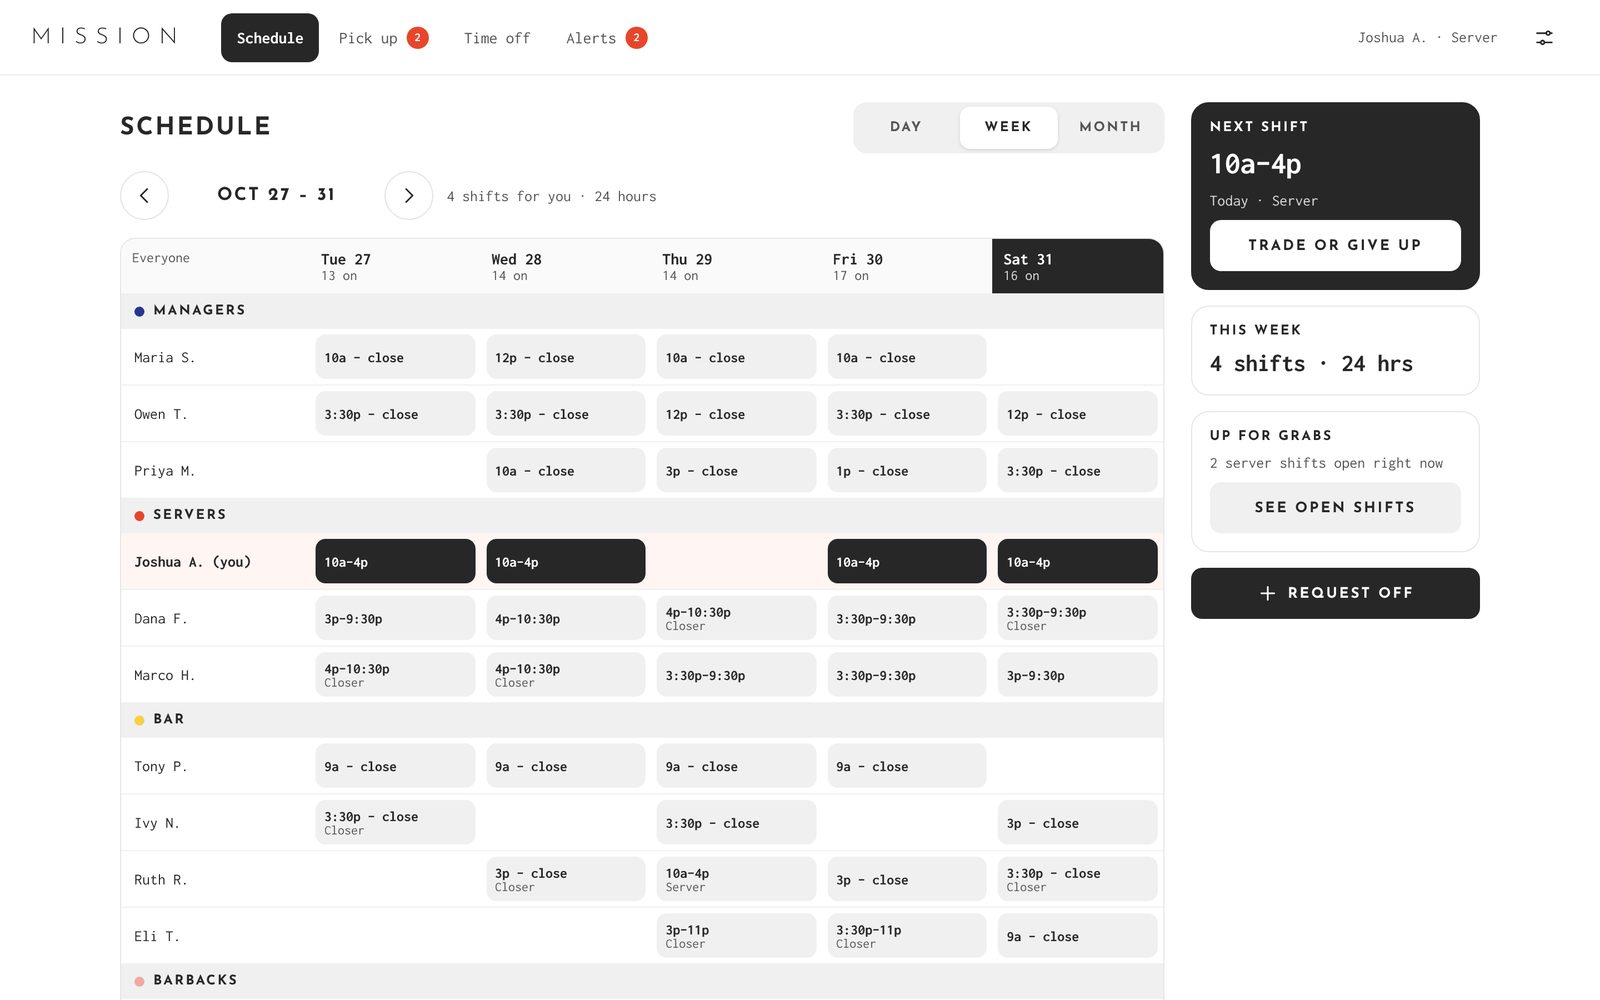 MISSION
Schedule
Pick up 2
Time off
Alerts 2
Joshua A. · Server
SCHEDULE
DAY WEEK MONTH
OCT 27 – 31
4 shifts for you · 24 hours
Everyone Tue 27 Wed 28 Thu 29 Fri 30 Sat 31
13 on 14 on 14 on 17 on 16 on
MANAGERS
Maria S. 10a – close 12p – close 10a – close 10a – close
Owen T. 3:30p – close 3:30p – close 12p – close 3:30p – close 12p – close
Priya M. 10a – close 3p – close 1p – close 3:30p – close
SERVERS
Joshua A. (you) 10a–4p 10a–4p 10a–4p 10a–4p
Dana F. 3p–9:30p 4p–10:30p 4p–10:30p 3:30p–9:30p 3:30p–9:30p
Closer Closer
Marco H. 4p–10:30p 4p–10:30p 3:30p–9:30p 3:30p–9:30p 3p–9:30p
Closer Closer
BAR
Tony P. 9a – close 9a – close 9a – close 9a – close
Ivy N. 3:30p – close 3:30p – close 3p – close
Closer
Ruth R. 3p – close 10a–4p 3p – close 3:30p – close
Closer Server Closer
Eli T. 3p–11p 3:30p–11p 9a – close
Closer Closer
BARBACKS
NEXT SHIFT
10a–4p
Today · Server
TRADE OR GIVE UP
THIS WEEK
4 shifts · 24 hrs
UP FOR GRABS
2 server shifts open right now
SEE OPEN SHIFTS
+ REQUEST OFF